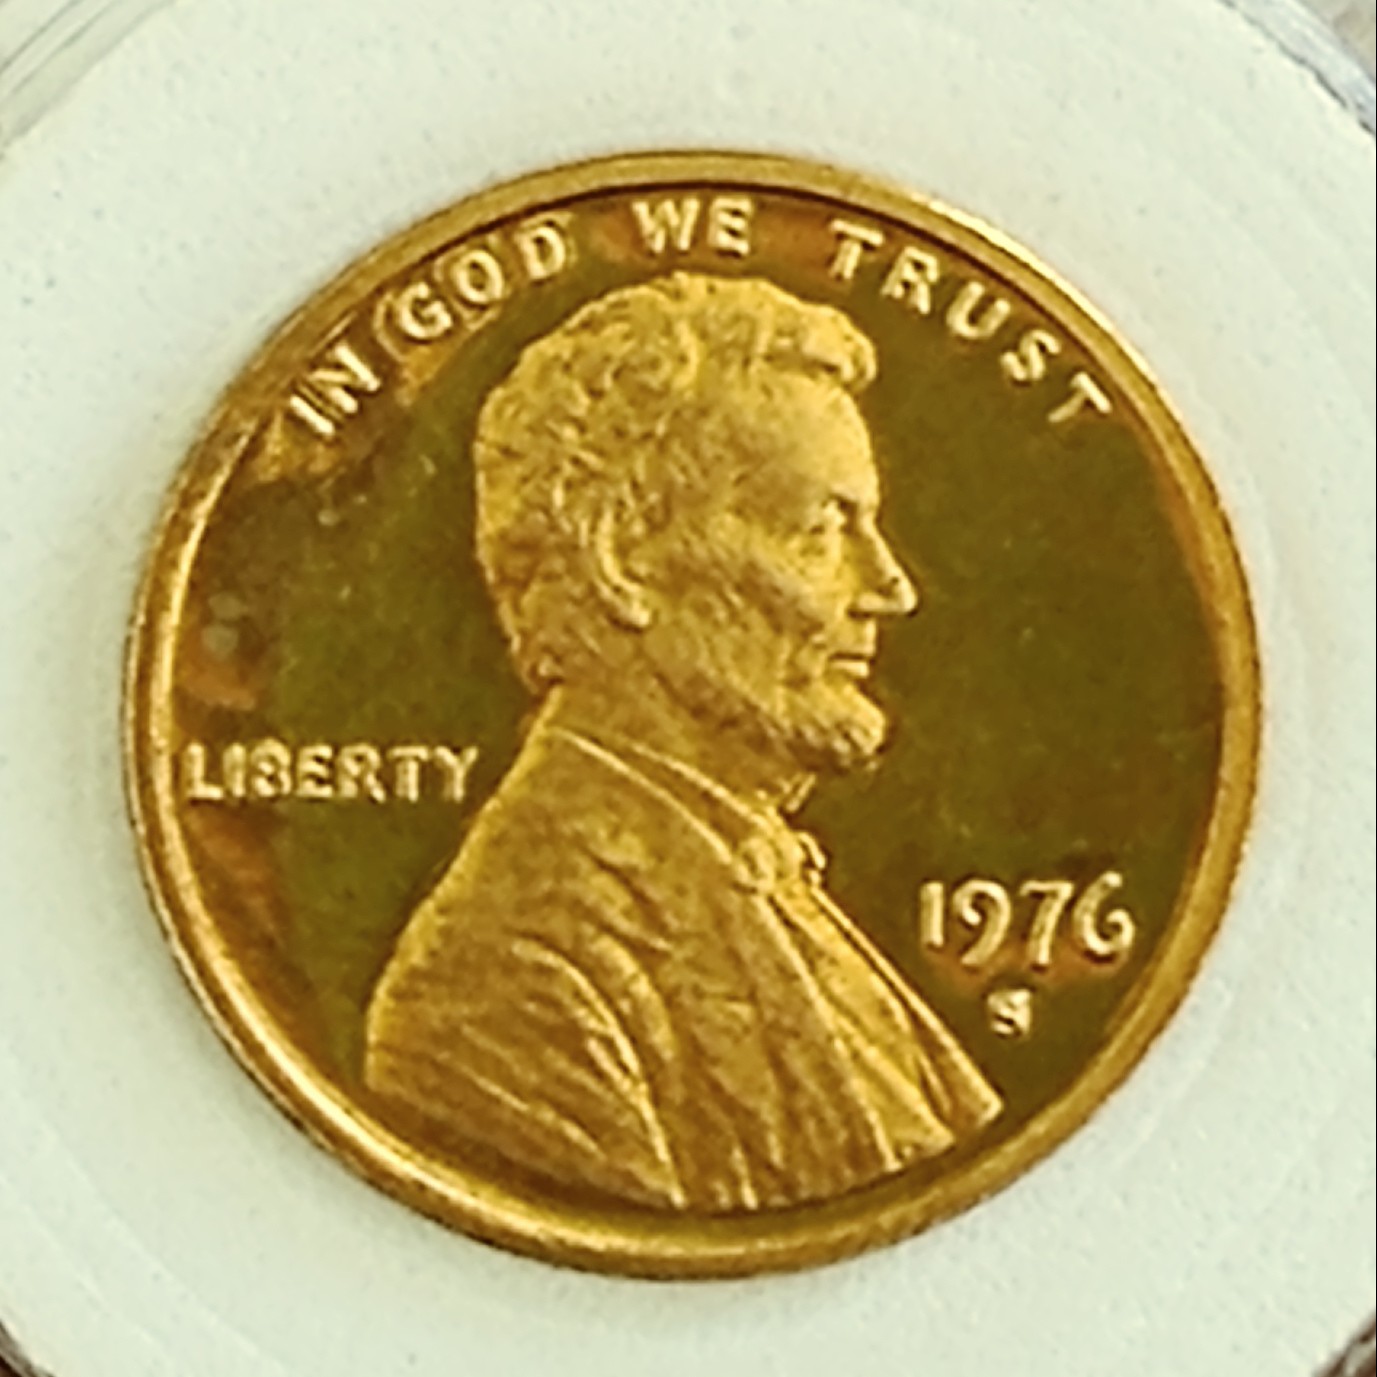 IN GOD WE TRUST
LIBERTY
1976
S